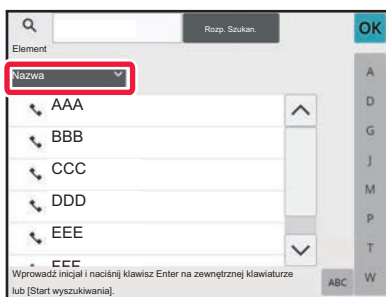 Rozp. Szukan.
OK
Element
Nazwa
A
AAA
D
BBB
G
CCC
J
M
DDD
P
EEE
T
FFF
Wprowadź inicjał i naciśnij klawisz Enter na zewnętrznej klawiaturze
lub [Start wyszukiwania].
ABC
W